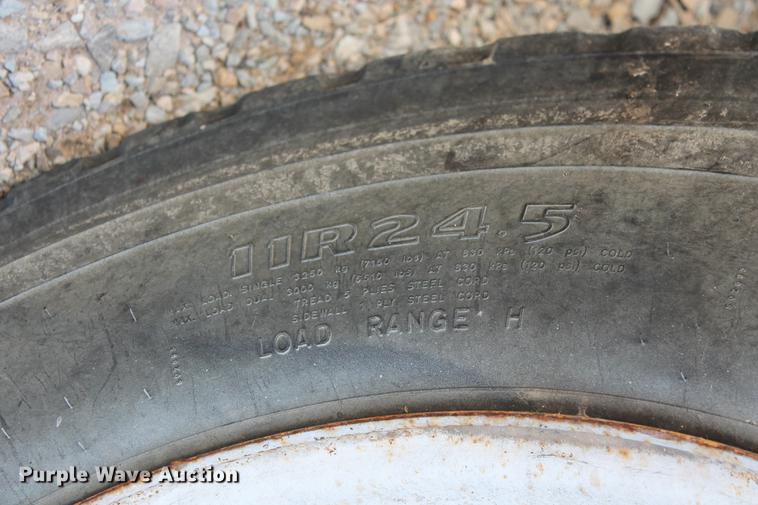 11R24.5
MAX. LOAD SINGLE 3250 KG (7160 lbs) AT 830 KPa (120 psi) COLD
MAX. LOAD DUAL 3000 KG (6610 lbs) AT 830 KPa (120 psi) COLD
TREAD 5 PLIES STEEL CORD
SIDEWALL 1 PLY STEEL CORD
LOAD RANGE H
Purple Wave Auction